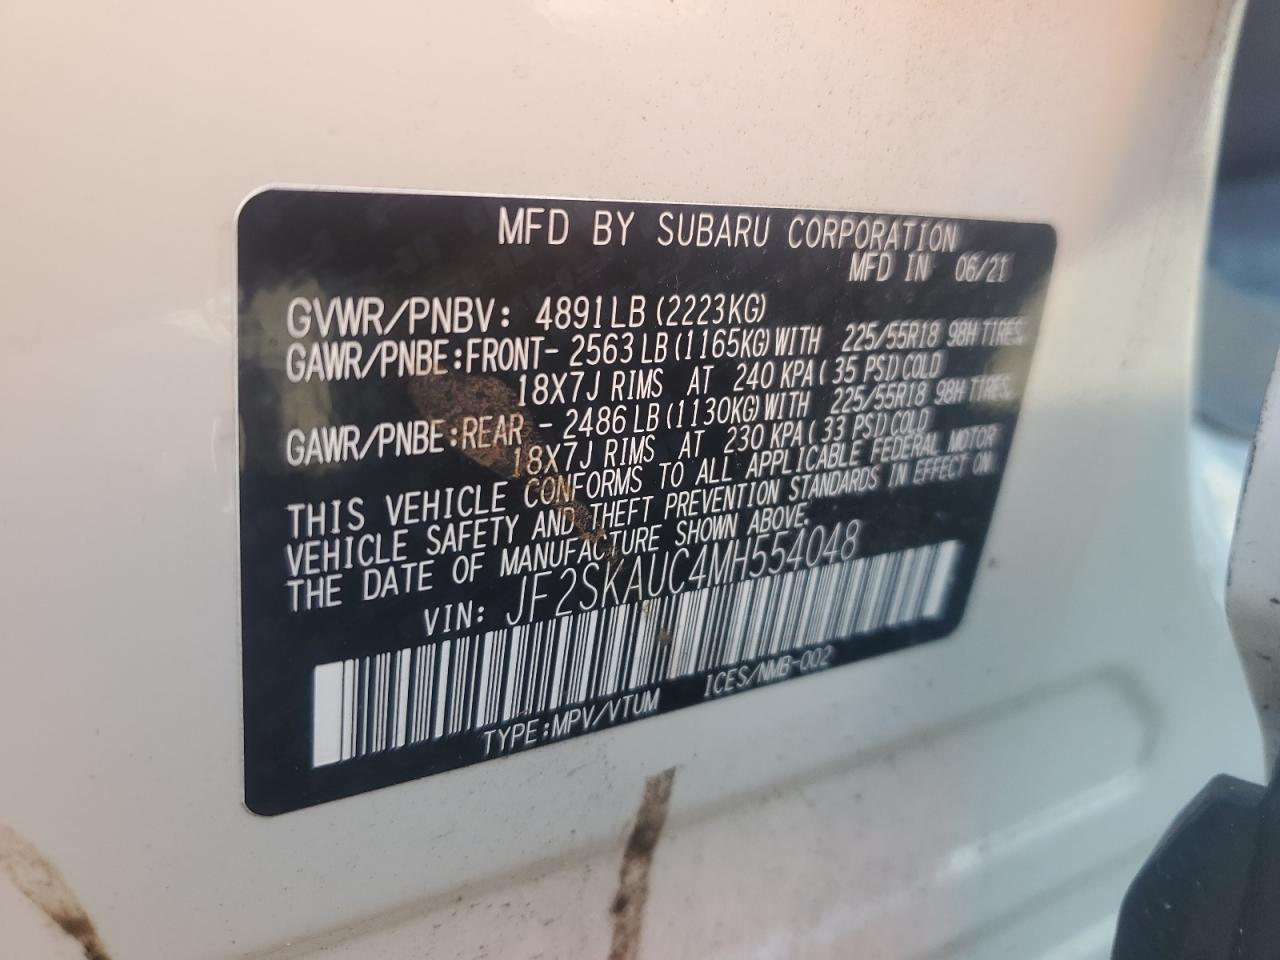 MFD BY SUBARU CORPORATION
MFD IN 06/21
GVWR/PNBV: 4891LB (2223KG)
GAWR/PNBE:FRONT- 2563LB(1165KG)WITH 225/55R18 98H TIRES
18X7J RIMS AT 240 KPA( 35 PSI)COLD
GAWR/PNBE:REAR - 2486LB(1130KG)WITH 225/55R18 98H TIRES
18X7J RIMS AT 230 KPA( 33 PSI)COLD
THIS VEHICLE CONFORMS TO ALL APPLICABLE FEDERAL MOTOR
VEHICLE SAFETY AND THEFT PREVENTION STANDARDS IN EFFECT ON
THE DATE OF MANUFACTURE SHOWN ABOVE.
VIN: JF2SKAUC4MH554048
TYPE:MPV/VTUM ICES/NMB-002